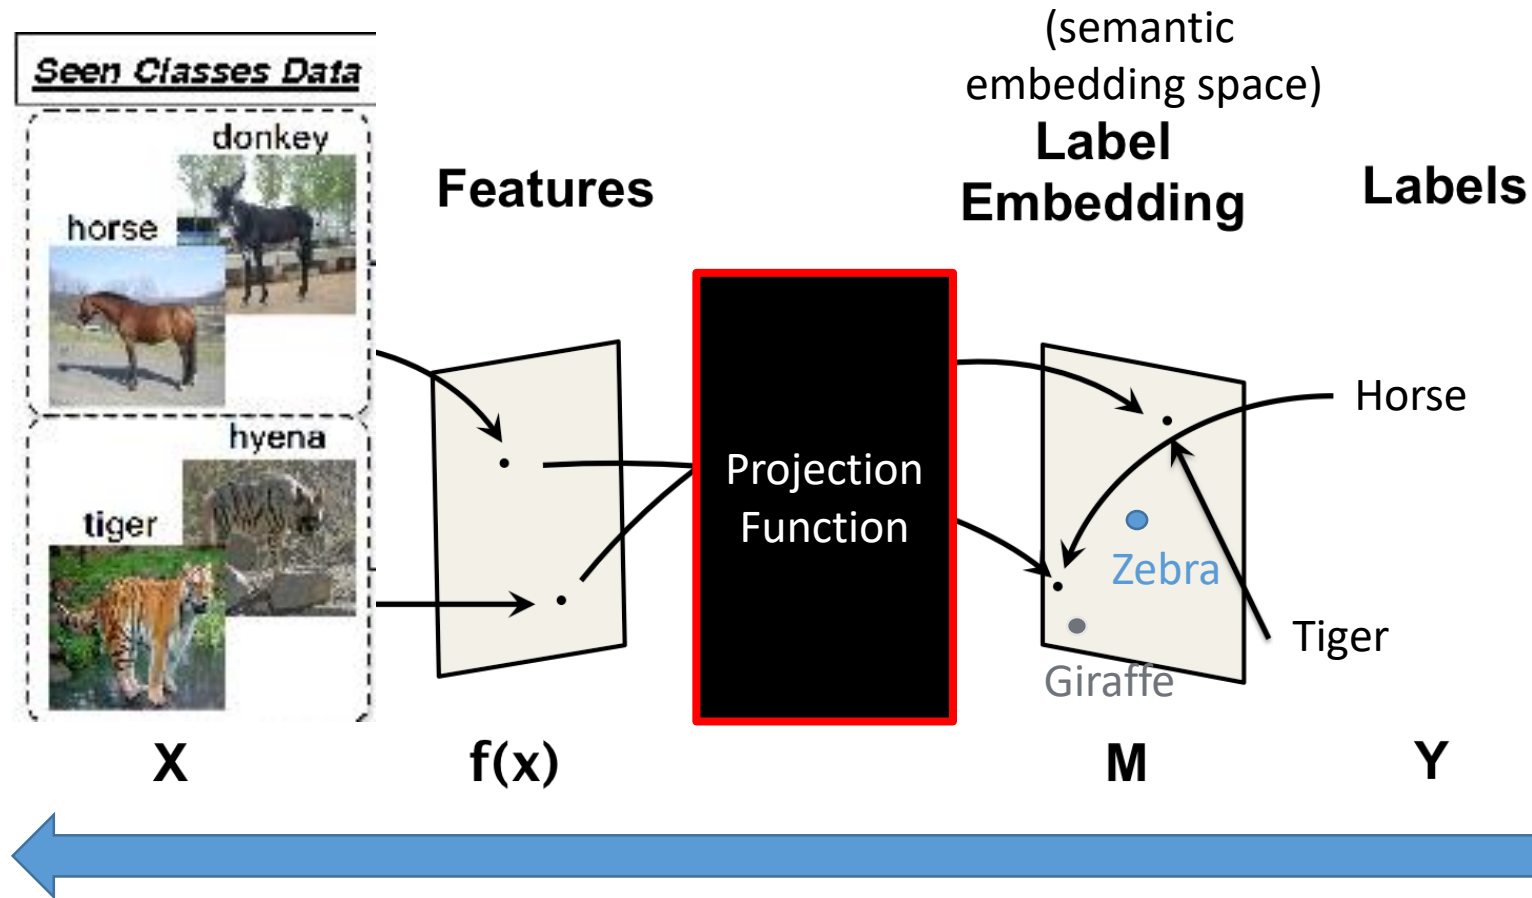 (semantic
embedding space)
Seen Classes Data
donkey
horse
Features
Label
Embedding
Labels
hyena
tiger
Projection
Function
Horse
Zebra
Tiger
Giraffe
X
f(x)
M
Y